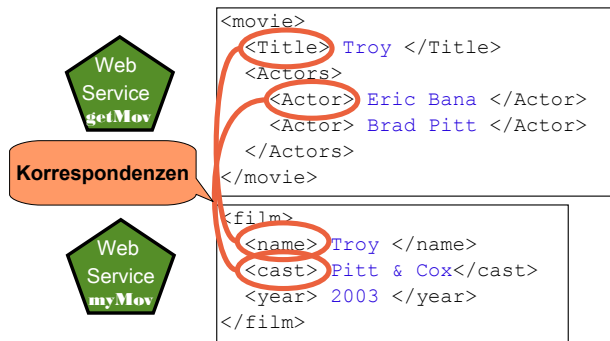 Web
Service
getMov
<movie>
<Title> Troy </Title>
<Actors>
<Actor> Eric Bana </Actor>
<Actor> Brad Pitt </Actor>
</Actors>
</movie>
Korrespondenzen
Web
Service
myMov
<film>
<name> Troy </name>
<cast> Pitt & Cox</cast>
<year> 2003 </year>
</film>